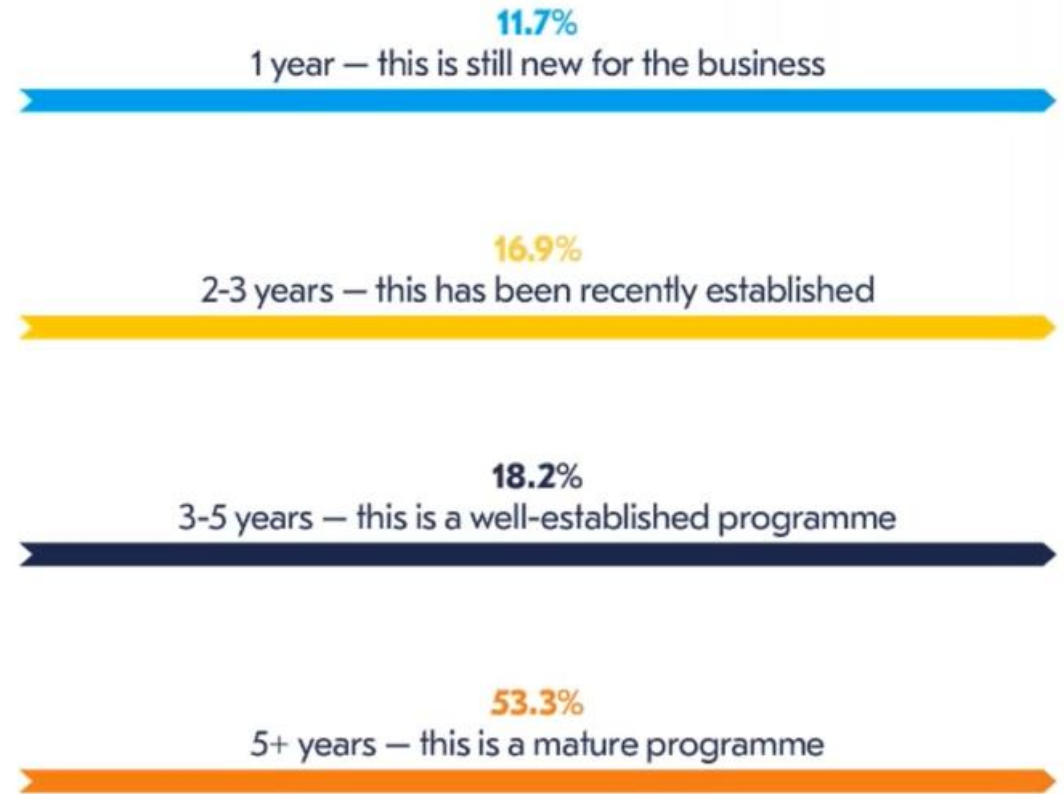 11.7%
1 year – this is still new for the business
16.9%
2-3 years – this has been recently established
18.2%
3-5 years – this is a well-established programme
53.3%
5+ years – this is a mature programme